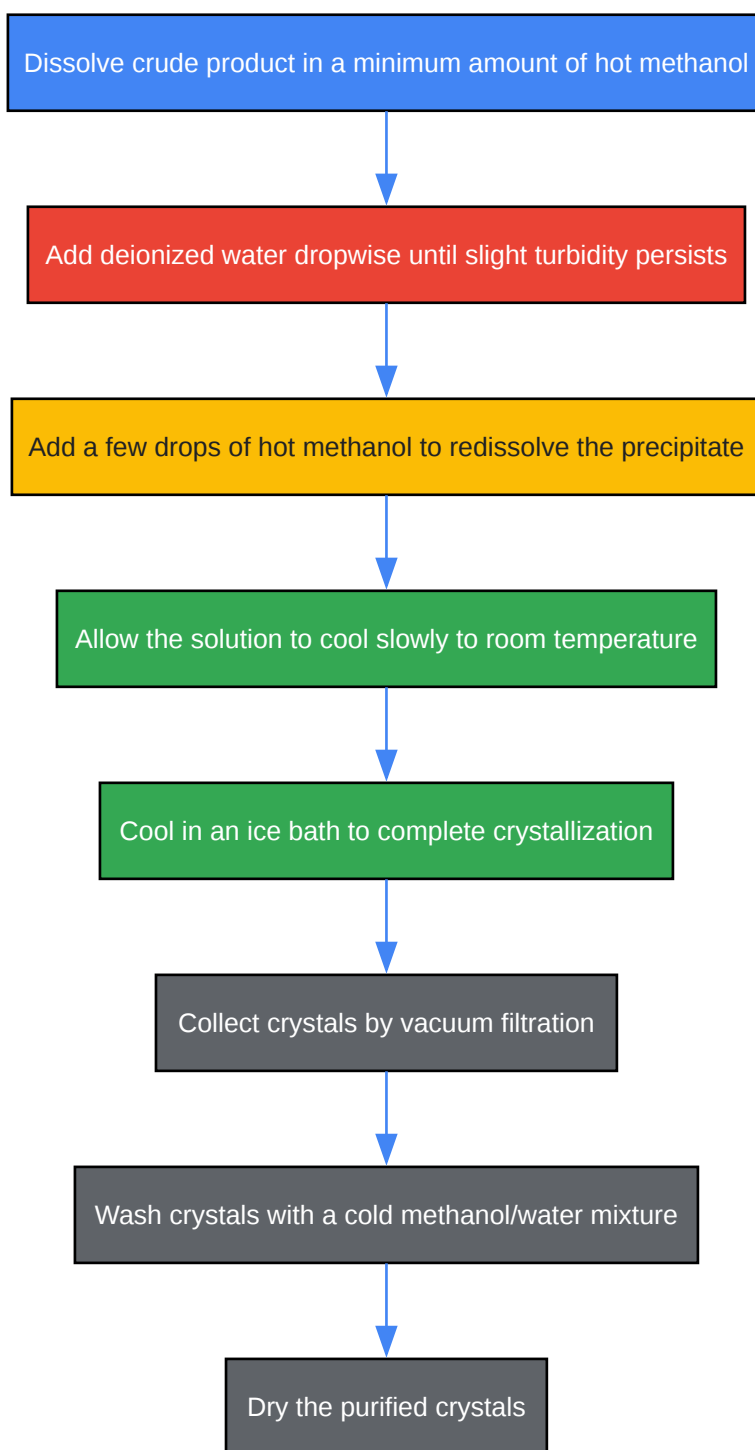 Dissolve crude product in a minimum amount of hot methanol
Add deionized water dropwise until slight turbidity persists
Add a few drops of hot methanol to redissolve the precipitate
Allow the solution to cool slowly to room temperature
Cool in an ice bath to complete crystallization
Collect crystals by vacuum filtration
Wash crystals with a cold methanol/water mixture
Dry the purified crystals